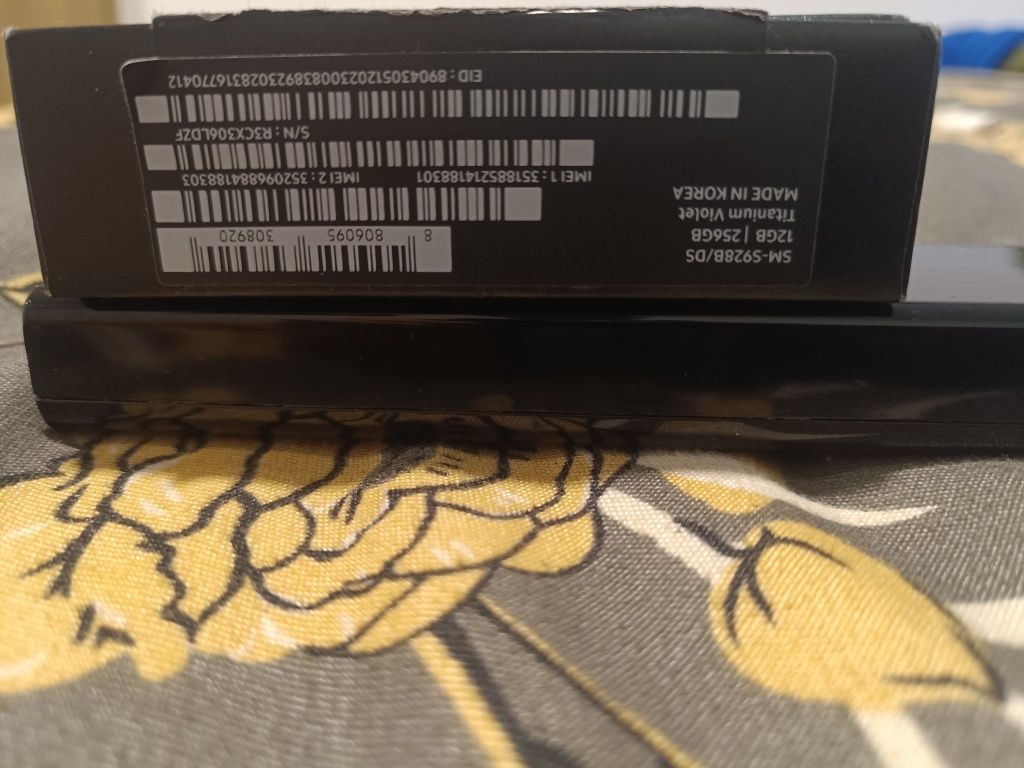 SM-S928B/DS
12GB | 256GB
Titanium Violet
MADE IN KOREA
8 806095 308920
IMEI 1 : 351885214188301 IMEI 2 : 352096884188303
S/N : R3CX306LDZF
EID : 89043051202300838923028316770412